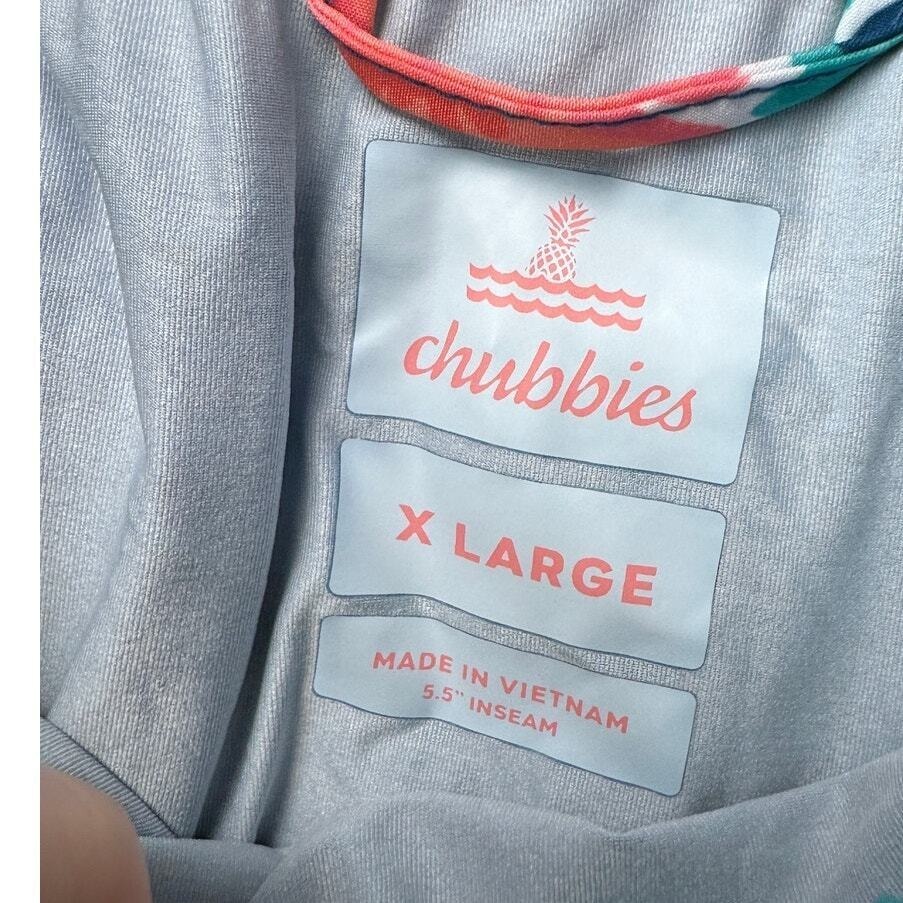 chubbies
X LARGE
MADE IN VIETNAM
5.5" INSEAM